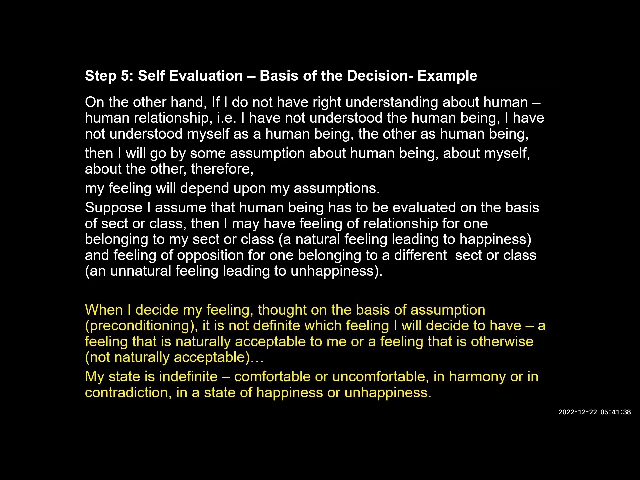 Step 5: Self Evaluation – Basis of the Decision- Example
On the other hand, If I do not have right understanding about human –
human relationship, i.e. I have not understood the human being, I have
not understood myself as a human being, the other as human being,
then I will go by some assumption about human being, about myself,
about the other, therefore,
my feeling will depend upon my assumptions.
Suppose I assume that human being has to be evaluated on the basis
of sect or class, then I may have feeling of relationship for one
belonging to my sect or class (a natural feeling leading to happiness)
and feeling of opposition for one belonging to a different  sect or class
(an unnatural feeling leading to unhappiness).
When I decide my feeling, thought on the basis of assumption
(preconditioning), it is not definite which feeling I will decide to have – a
feeling that is naturally acceptable to me or a feeling that is otherwise
(not naturally acceptable)…
My state is indefinite – comfortable or uncomfortable, in harmony or in
contradiction, in a state of happiness or unhappiness.
2022-12-22 05:41:38